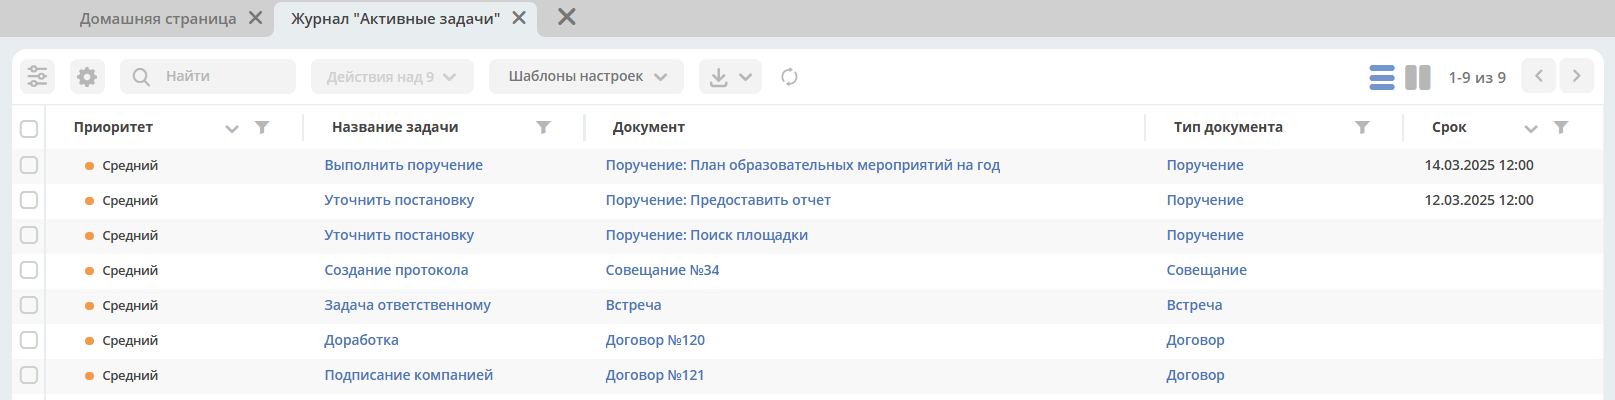 Домашняя страница Журнал "Активные задачи"
Найти Действия над 9 Шаблоны настроек 1-9 из 9
Приоритет Название задачи Документ Тип документа Срок
Средний Выполнить поручение Поручение: План образовательных мероприятий на год Поручение 14.03.2025 12:00
Средний Уточнить постановку Поручение: Предоставить отчет Поручение 12.03.2025 12:00
Средний Уточнить постановку Поручение: Поиск площадки Поручение
Средний Создание протокола Совещание №34 Совещание
Средний Задача ответственному Встреча Встреча
Средний Доработка Договор №120 Договор
Средний Подписание компанией Договор №121 Договор